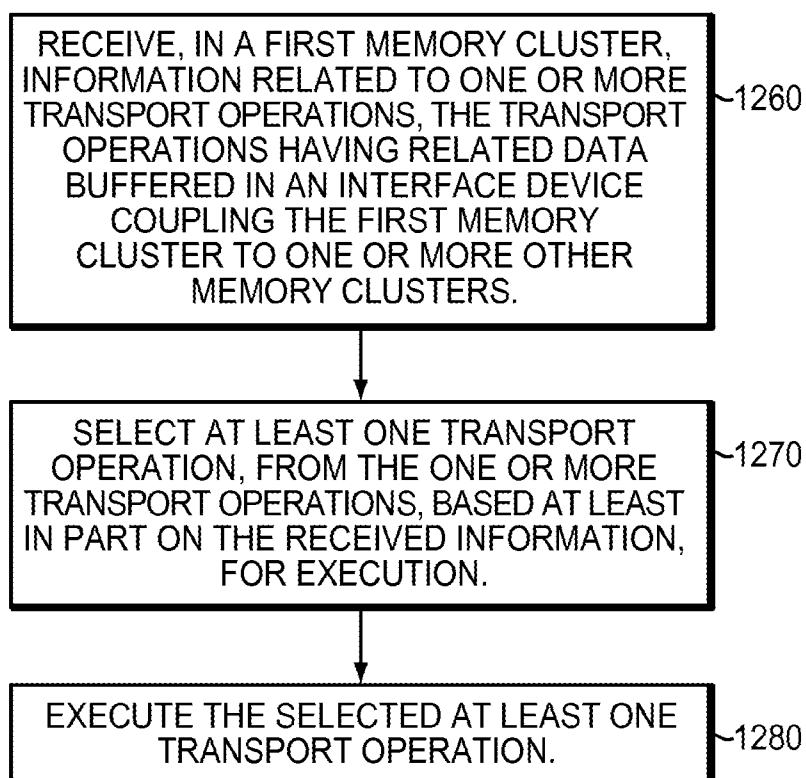 RECEIVE, IN A FIRST MEMORY CLUSTER,
INFORMATION RELATED TO ONE OR MORE
TRANSPORT OPERATIONS, THE TRANSPORT
OPERATIONS HAVING RELATED DATA
BUFFERED IN AN INTERFACE DEVICE
COUPLING THE FIRST MEMORY
CLUSTER TO ONE OR MORE OTHER
MEMORY CLUSTERS.
1260
SELECT AT LEAST ONE TRANSPORT
OPERATION, FROM THE ONE OR MORE
TRANSPORT OPERATIONS, BASED AT LEAST
IN PART ON THE RECEIVED INFORMATION,
FOR EXECUTION.
1270
EXECUTE THE SELECTED AT LEAST ONE
TRANSPORT OPERATION.
1280